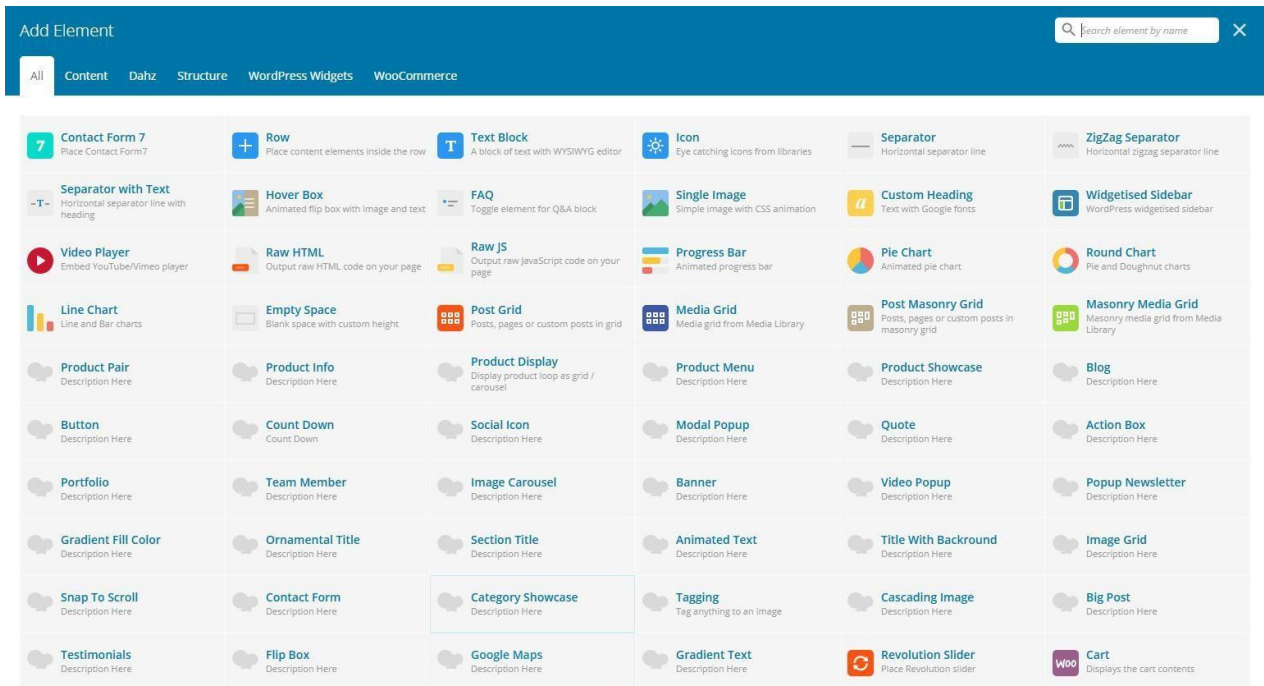 Add Element
Search element by name
All Content Dahz Structure WordPress Widgets WooCommerce
7 Contact Form 7
Place Contact Form7
Row
Place content elements inside the row
T Text Block
A block of text with WYSIWYG editor
Icon
Eye catching icons from libraries
Separator
Horizontal separator line
ZigZag Separator
Horizontal zigzag separator line
-T- Separator with Text
Horizontal separator line with
heading
Hover Box
Animated flip box with image and text
FAQ
Toggle element for Q&A block
Single Image
Simple image with CSS animation
a Custom Heading
Text with Google fonts
Widgetised Sidebar
WordPress widgetised sidebar
Video Player
Embed YouTube/Vimeo player
Raw HTML
Output raw HTML code on your page
Raw JS
Output raw JavaScript code on your
page
Progress Bar
Animated progress bar
Pie Chart
Animated pie chart
Round Chart
Pie and Doughnut charts
Line Chart
Line and Bar charts
Empty Space
Blank space with custom height
Post Grid
Posts, pages or custom posts in grid
Media Grid
Media grid from Media Library
Post Masonry Grid
Posts, pages or custom posts in
masonry grid
Masonry Media Grid
Masonry media grid from Media
Library
Product Pair
Description Here
Product Info
Description Here
Product Display
Display product loop as grid /
carousel
Product Menu
Description Here
Product Showcase
Description Here
Blog
Description Here
Button
Description Here
Count Down
Count Down
Social Icon
Description Here
Modal Popup
Description Here
Quote
Description Here
Action Box
Description Here
Portfolio
Description Here
Team Member
Description Here
Image Carousel
Description Here
Banner
Description Here
Video Popup
Description Here
Popup Newsletter
Description Here
Gradient Fill Color
Description Here
Ornamental Title
Description Here
Section Title
Description Here
Animated Text
Description Here
Title With Backround
Description Here
Image Grid
Description Here
Snap To Scroll
Description Here
Contact Form
Description Here
Category Showcase
Description Here
Tagging
Tag anything to an image
Cascading Image
Description Here
Big Post
Description Here
Testimonials
Description Here
Flip Box
Description Here
Google Maps
Description Here
Gradient Text
Description Here
Revolution Slider
Place Revolution slider
Woo Cart
Displays the cart contents